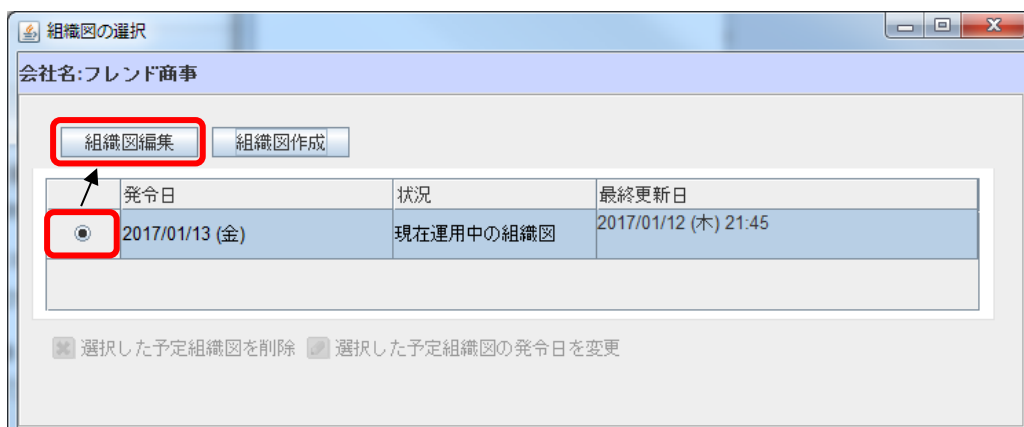 組織図の選択
会社名:フレンド商事
組織図編集 組織図作成
発令日 状況 最終更新日
2017/01/13 (金) 現在運用中の組織図 2017/01/12 (木) 21:45
選択した予定組織図を削除 選択した予定組織図の発令日を変更